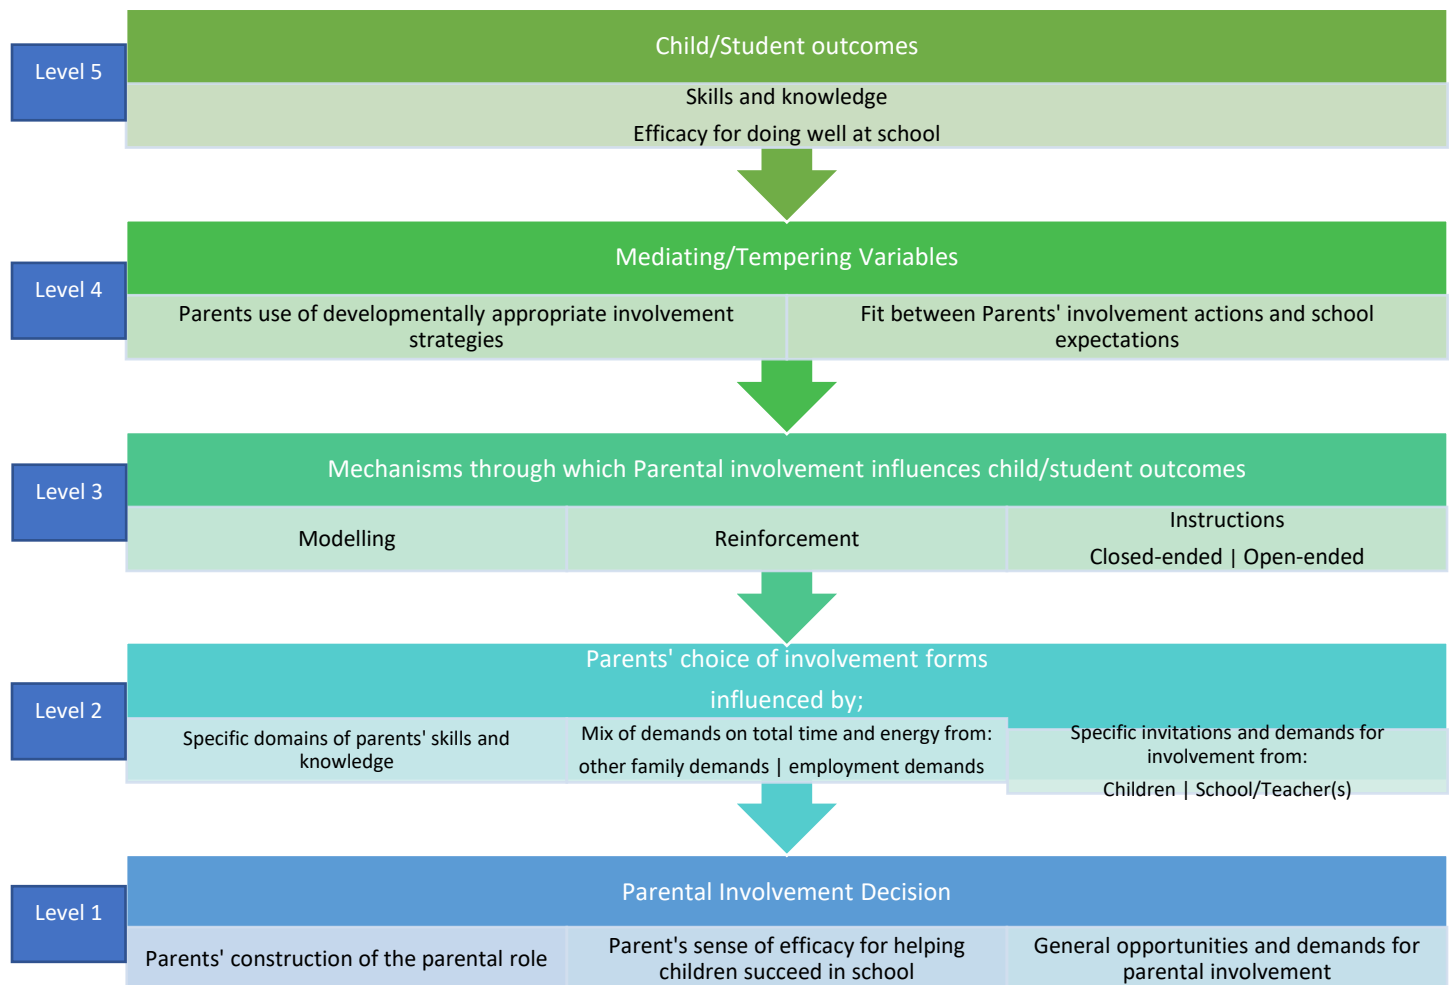 Child/Student outcomes
Level 5
Skills and knowledge
Efficacy for doing well at school
Mediating/Tempering Variables
Level 4
Parents use of developmentally appropriate involvement
strategies
Fit between Parents' involvement actions and school
expectations
Mechanisms through which Parental involvement influences child/student outcomes
Level 3
Modelling
Reinforcement
Instructions
Closed-ended | Open-ended
Parents' choice of involvement forms
influenced by;
Level 2
Specific domains of parents' skills and
knowledge
Mix of demands on total time and energy from:
other family demands | employment demands
Specific invitations and demands for
involvement from:
Children | School/Teacher(s)
Parental Involvement Decision
Level 1
Parents' construction of the parental role
Parent's sense of efficacy for helping
children succeed in school
General opportunities and demands for
parental involvement